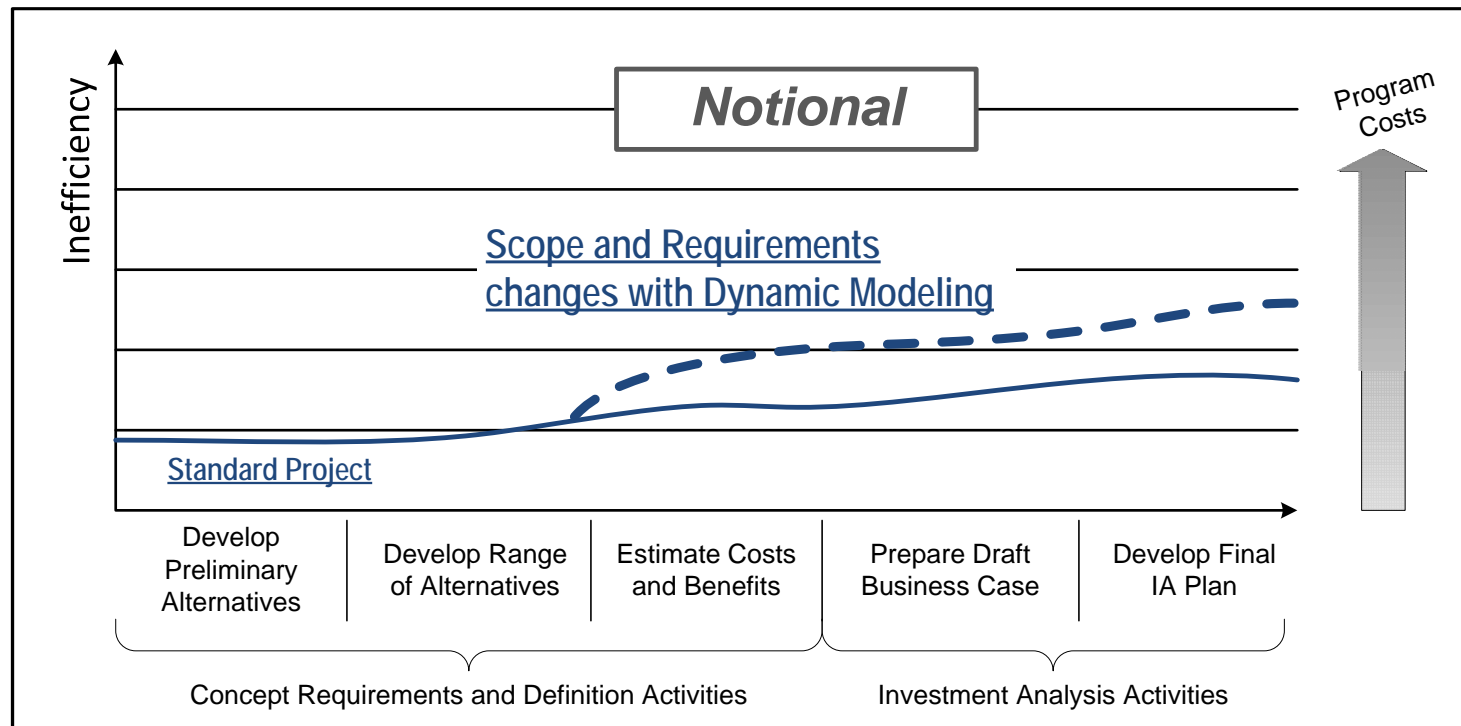 Notional
Program
Costs
Inefficiency
Scope and Requirements
changes with Dynamic Modeling
Standard Project
Develop
Preliminary
Alternatives
Develop Range
of Alternatives
Estimate Costs
and Benefits
Prepare Draft
Business Case
Develop Final
IA Plan
Concept Requirements and Definition Activities
Investment Analysis Activities